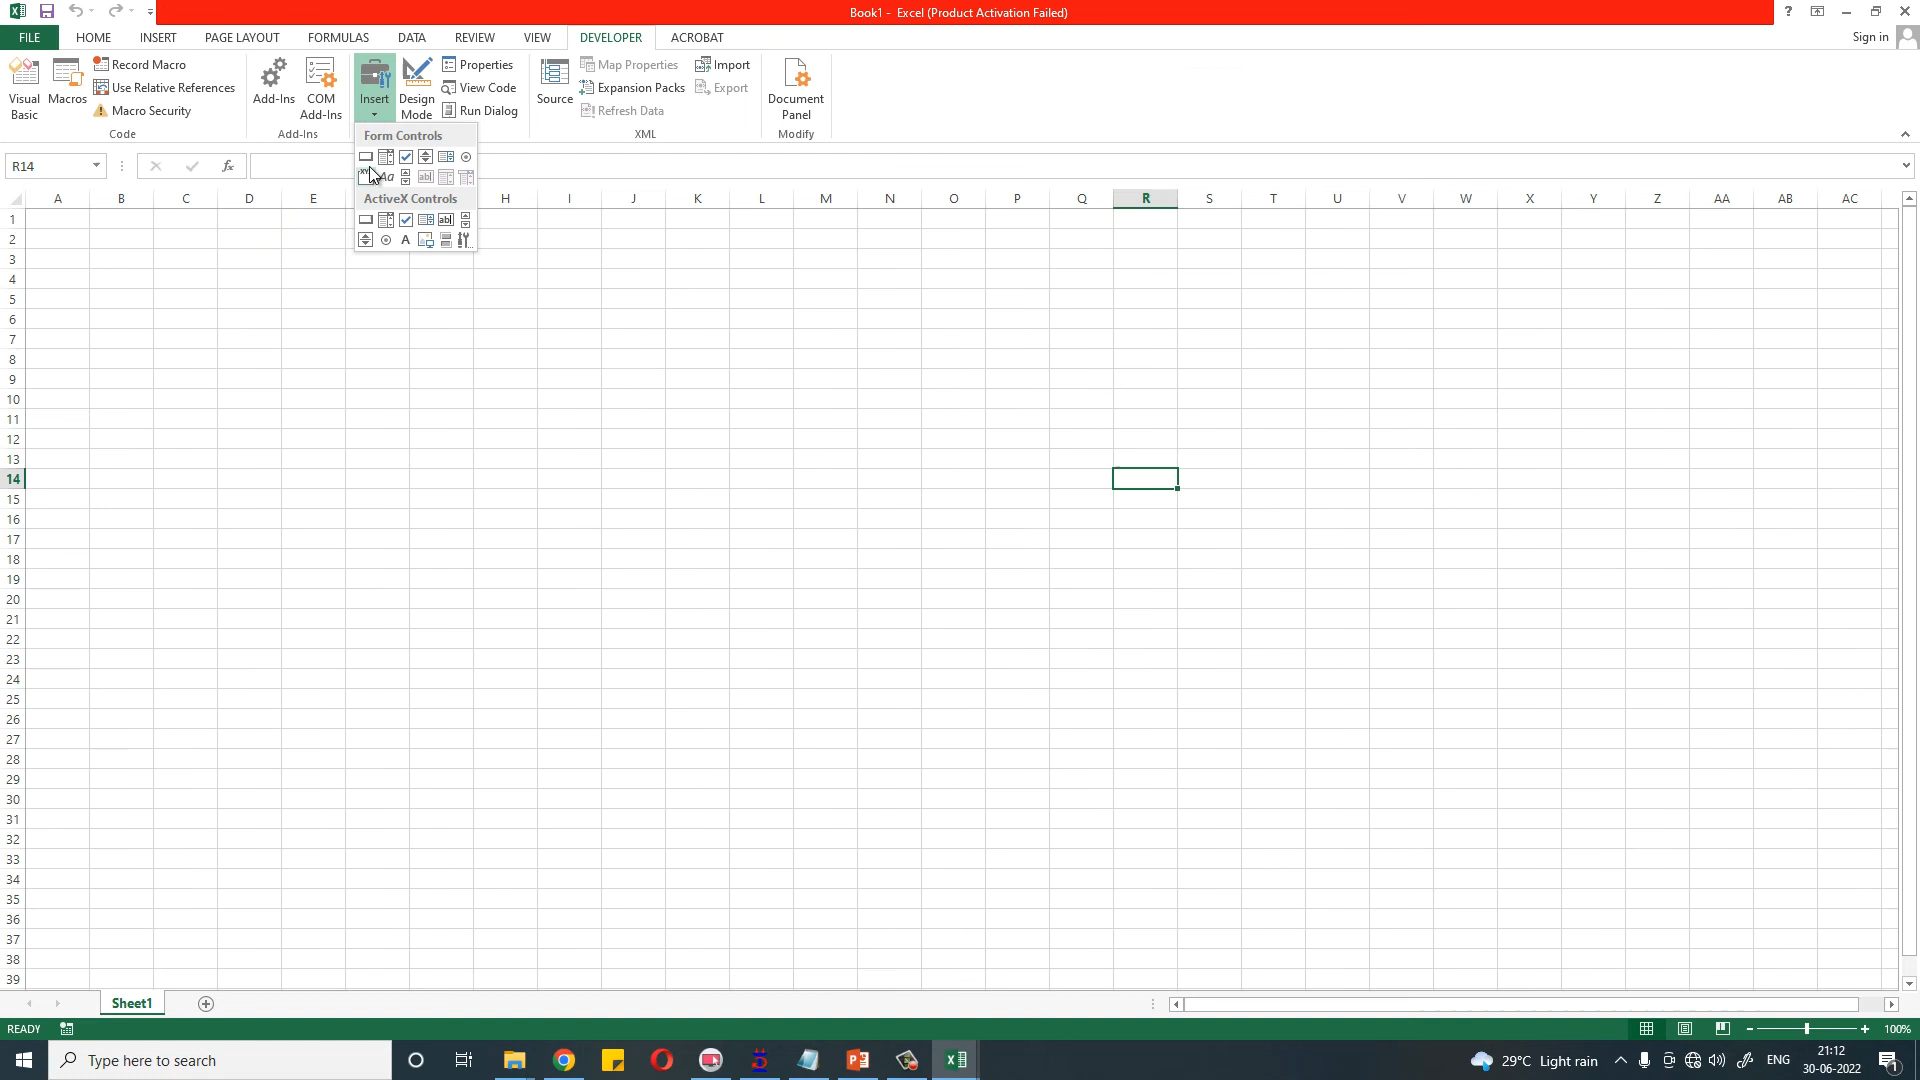 Book1 - Excel (Product Activation Failed)
FILE HOME INSERT PAGE LAYOUT FORMULAS DATA REVIEW VIEW DEVELOPER ACROBAT Sign in
Visual Basic
Macros
Record Macro
Use Relative References
Macro Security
Code
Add-Ins
COM Add-Ins
Add-Ins
Insert
Design Mode
Properties
View Code
Run Dialog
Source
Map Properties
Expansion Packs
Refresh Data
Import
Export
XML
Document Panel
Modify
Form Controls
Aa ab|
ActiveX Controls
ab|
A
R14
fx
A B C D E H I J K L M N O P Q R S T U V W X Y Z AA AB AC
1
2
3
4
5
6
7
8
9
10
11
12
13
14
15
16
17
18
19
20
21
22
23
24
25
26
27
28
29
30
31
32
33
34
35
36
37
38
39
Sheet1
READY
100%
Type here to search
29°C Light rain
ENG
21:12
30-06-2022
1